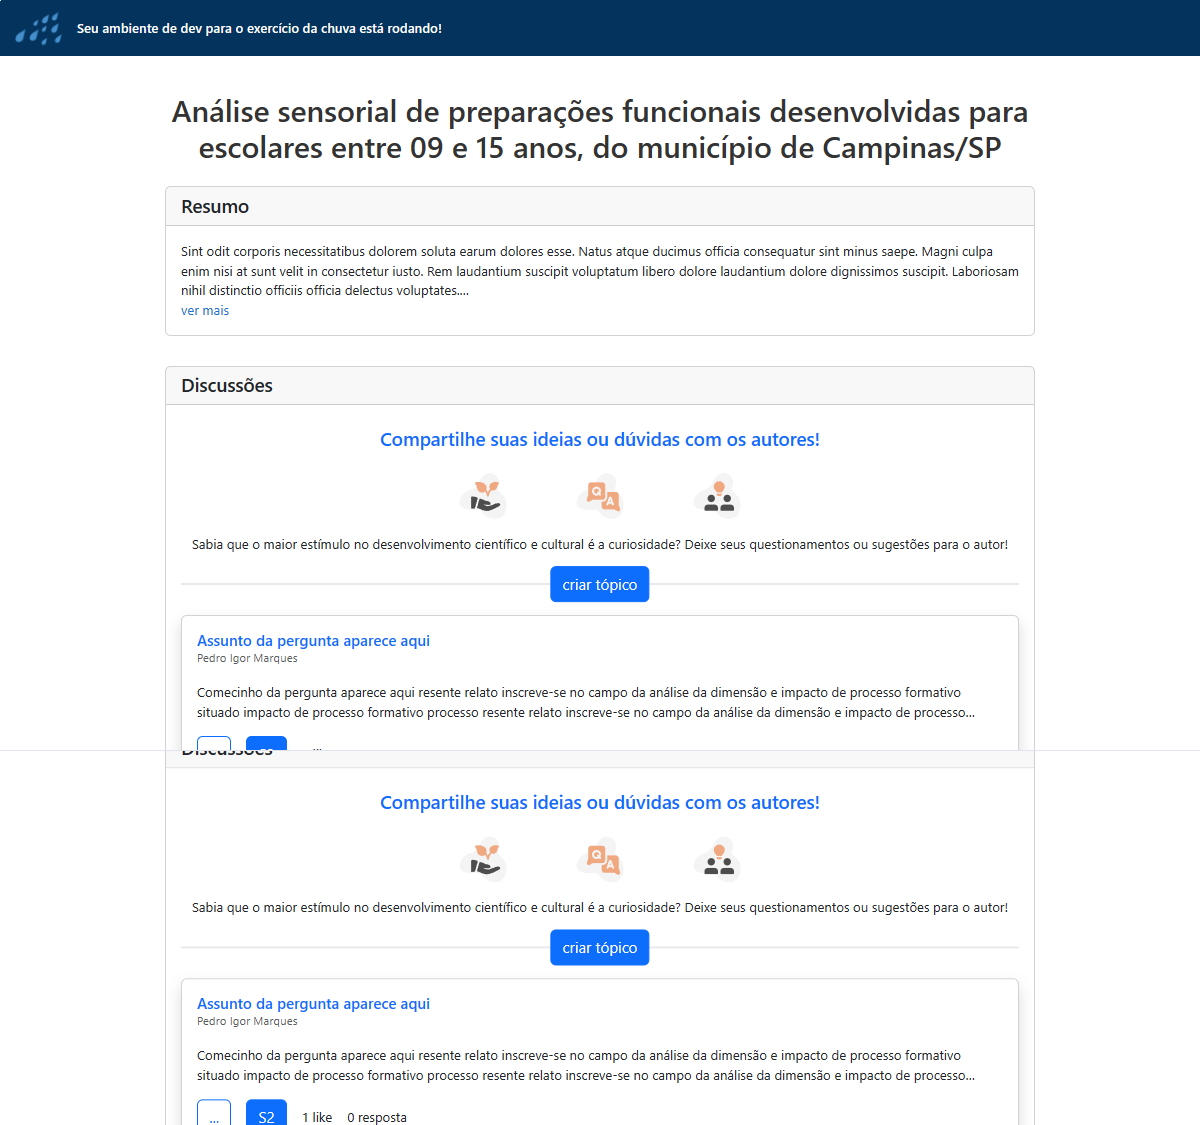 Seu ambiente de dev para o exercício da chuva está rodando!
Análise sensorial de preparações funcionais desenvolvidas para
escolares entre 09 e 15 anos, do município de Campinas/SP
Resumo
Sint odit corporis necessitatibus dolorem soluta earum dolores esse. Natus atque ducimus officia consequatur sint minus saepe. Magni culpa
enim nisi at sunt velit in consectetur iusto. Rem laudantium suscipit voluptatum libero dolore laudantium dolore dignissimos suscipit. Laboriosam
nihil distinctio officiis officia delectus voluptates....
ver mais
Discussões
Compartilhe suas ideias ou dúvidas com os autores!
Q A
Sabia que o maior estímulo no desenvolvimento científico e cultural é a curiosidade? Deixe seus questionamentos ou sugestões para o autor!
criar tópico
Assunto da pergunta aparece aqui
Pedro Igor Marques
Comecinho da pergunta aparece aqui resente relato inscreve-se no campo da análise da dimensão e impacto de processo formativo
situado impacto de processo formativo processo resente relato inscreve-se no campo da análise da dimensão e impacto de processo...
Discussões
Compartilhe suas ideias ou dúvidas com os autores!
Q A
Sabia que o maior estímulo no desenvolvimento científico e cultural é a curiosidade? Deixe seus questionamentos ou sugestões para o autor!
criar tópico
Assunto da pergunta aparece aqui
Pedro Igor Marques
Comecinho da pergunta aparece aqui resente relato inscreve-se no campo da análise da dimensão e impacto de processo formativo
situado impacto de processo formativo processo resente relato inscreve-se no campo da análise da dimensão e impacto de processo...
... S2 1 like 0 resposta